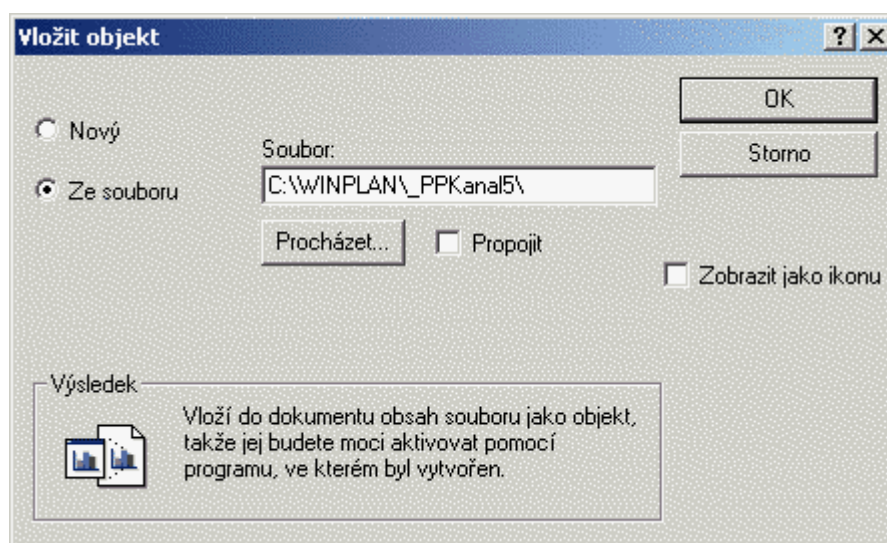 Vložit objekt
Nový
Ze souboru
Soubor:
C:\WINPLAN\_PPKanal5\
Procházet...
Propojit
OK
Storno
Zobrazit jako ikonu
Výsledek
Vloží do dokumentu obsah souboru jako objekt,
takže jej budete moci aktivovat pomocí
programu, ve kterém byl vytvořen.